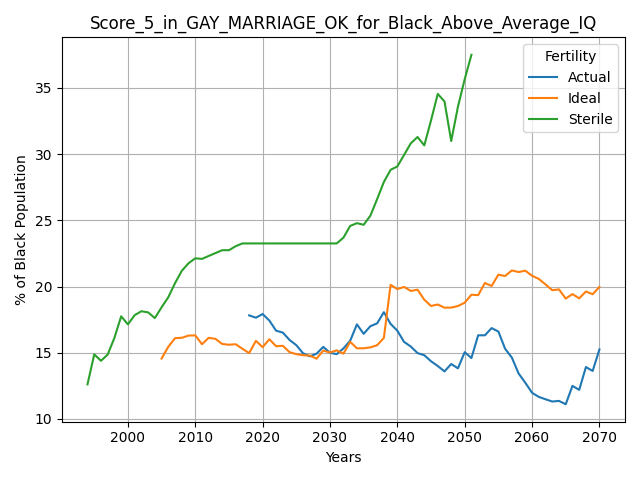 Score_5_in_GAY_MARRIAGE_OK_for_Black_Above_Average_IQ
Fertility
Actual
Ideal
Sterile
% of Black Population
35
30
25
20
15
10
2000 2010 2020 2030 2040 2050 2060 2070
Years